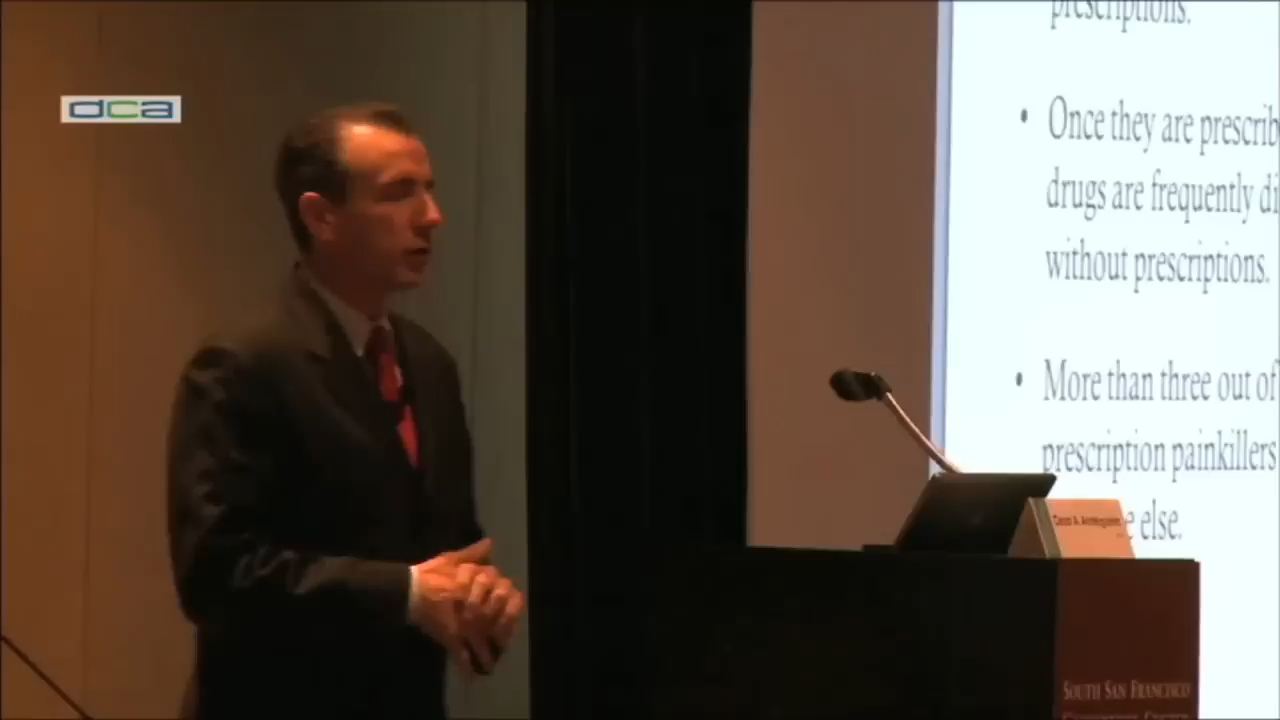 dca
prescriptions.
• Once they are prescrib
drugs are frequently di
without prescriptions.
• More than three out of
prescription painkillers
e else.
SOUTH SAN FRANCISCO